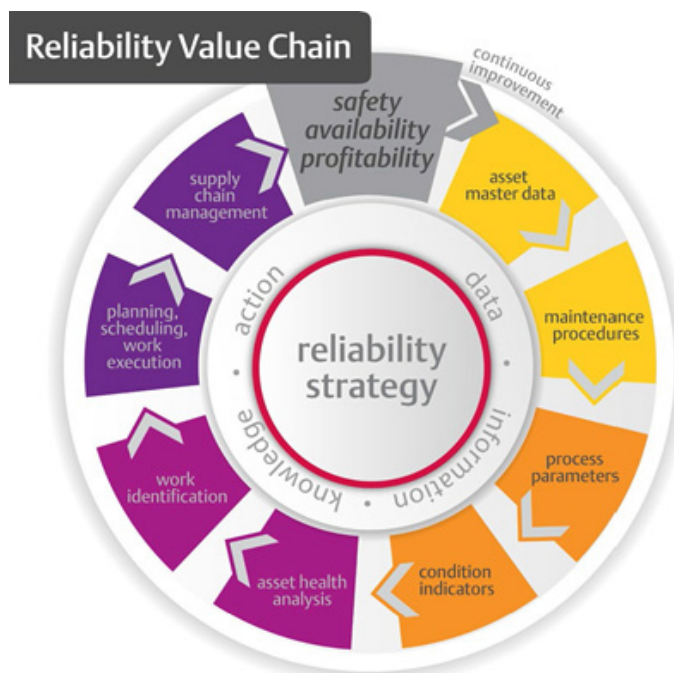 Reliability Value Chain
continuous
improvement
safety
availability
profitability
asset
master data
maintenance
procedures
process
parameters
condition
indicators
asset health
analysis
work
identification
planning,
scheduling,
work
execution
supply
chain
management
data
•
information
•
knowledge
•
action
reliability
strategy